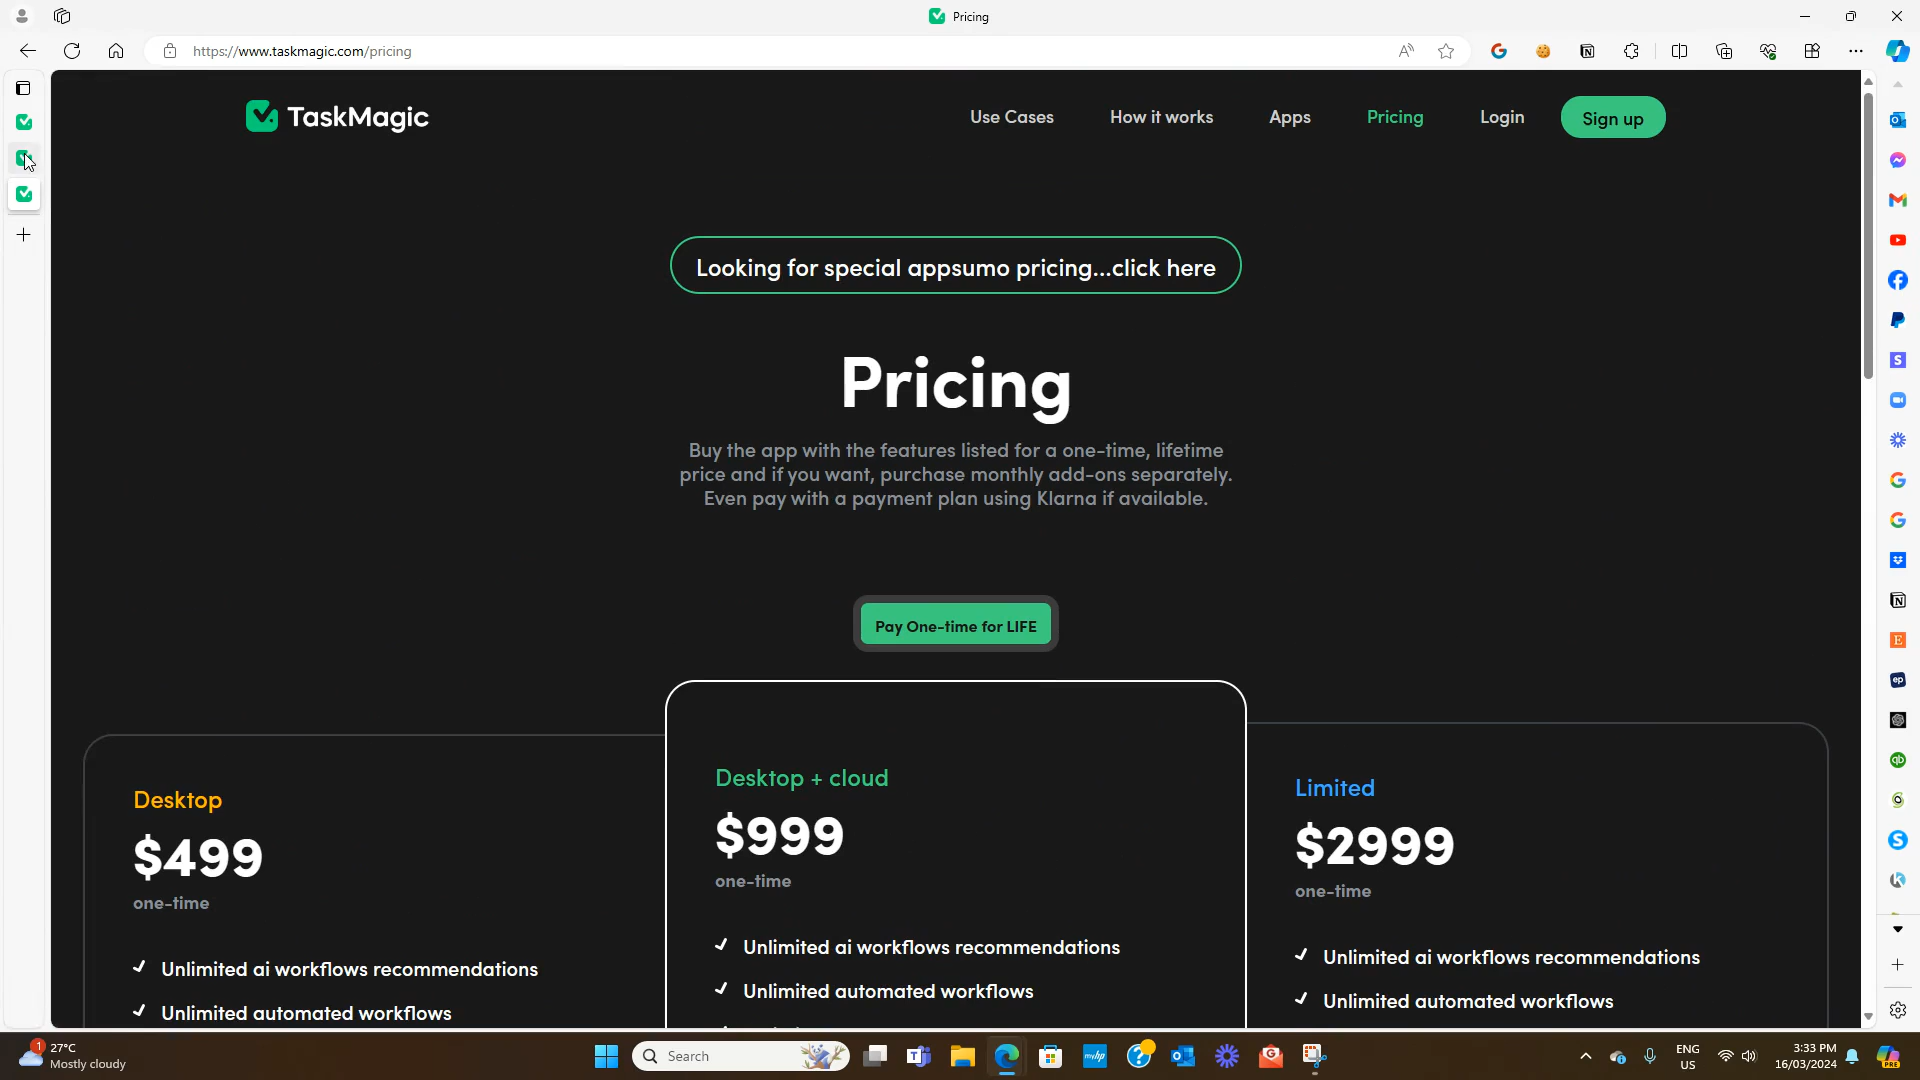 Pricing
https://www.taskmagic.com/pricing
TaskMagic
Use Cases
How it works
Apps
Pricing
Login
Sign up
Looking for special appsumo pricing...click here
Pricing
Buy the app with the features listed for a one-time, lifetime
price and if you want, purchase monthly add-ons separately.
Even pay with a payment plan using Klarna if available.
Pay One-time for LIFE
Desktop
$499
one-time
Unlimited ai workflows recommendations
Unlimited automated workflows
Desktop + cloud
$999
one-time
Unlimited ai workflows recommendations
Unlimited automated workflows
Limited
$2999
one-time
Unlimited ai workflows recommendations
Unlimited automated workflows
1
27°C
Mostly cloudy
Search
myhp
ENG
US
3:33 PM
16/03/2024
PRE